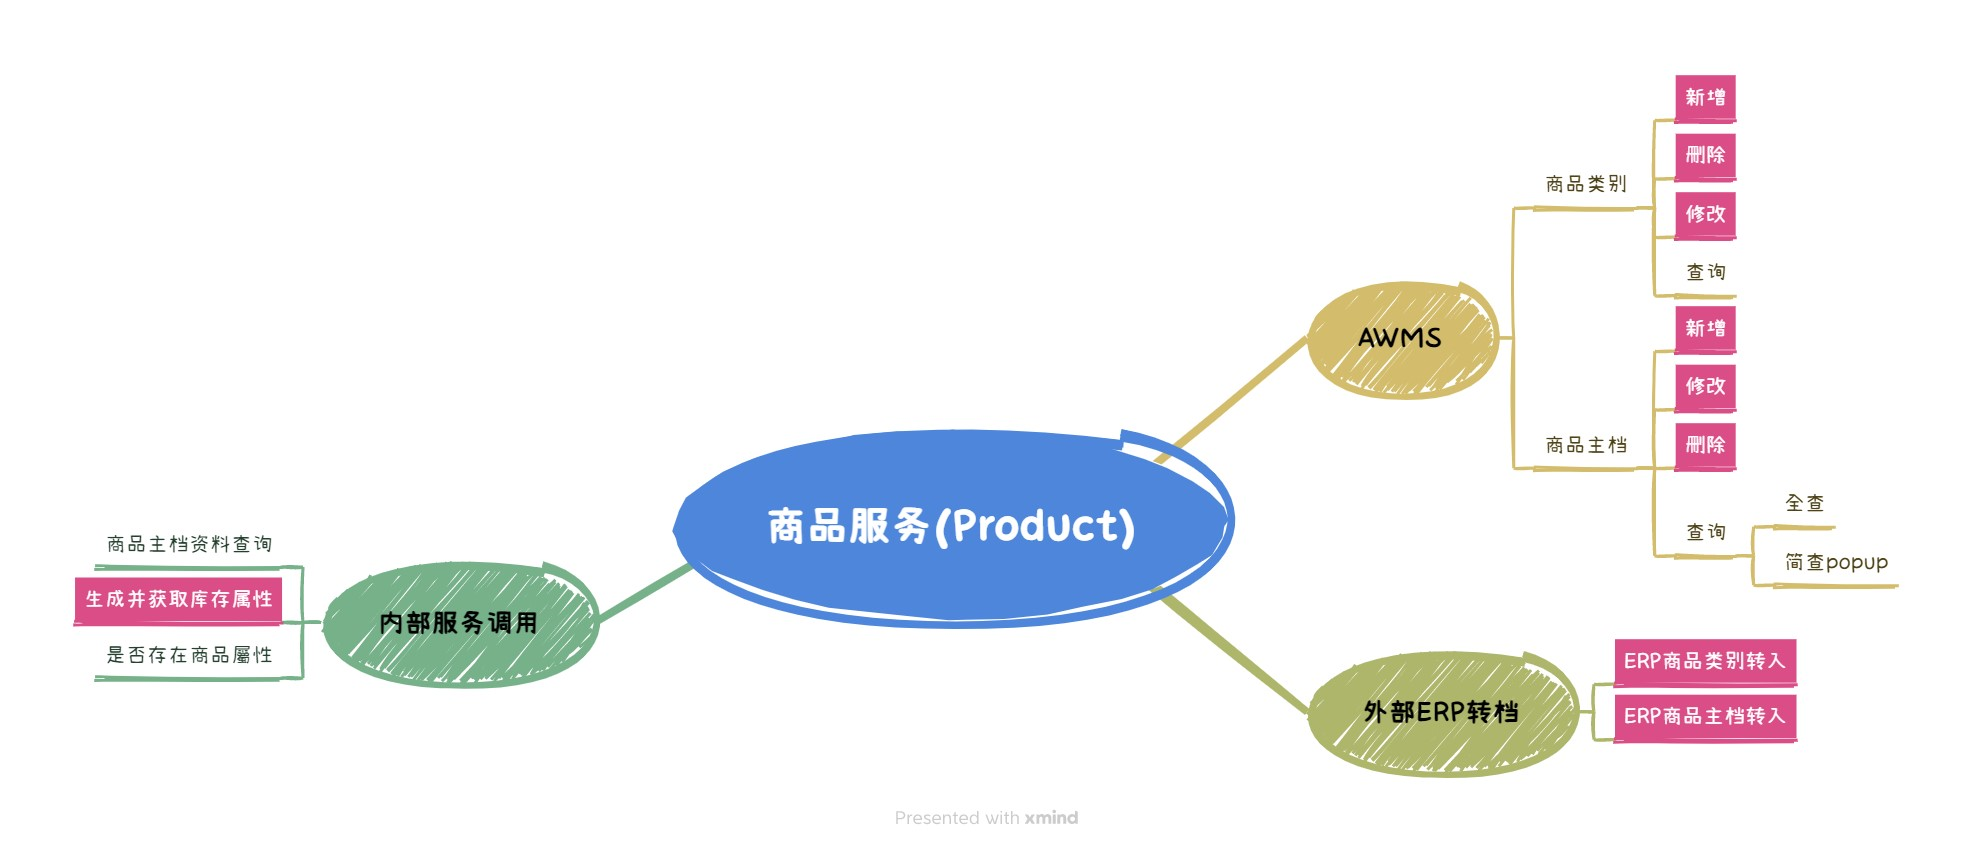 商品服务(Product)
AWMS
商品类别
新增
删除
修改
查询
商品主档
新增
修改
删除
查询
全查
简查popup
外部ERP转档
ERP商品类别转入
ERP商品主档转入
内部服务调用
商品主档资料查询
生成并获取库存属性
是否存在商品屬性
Presented with xmind